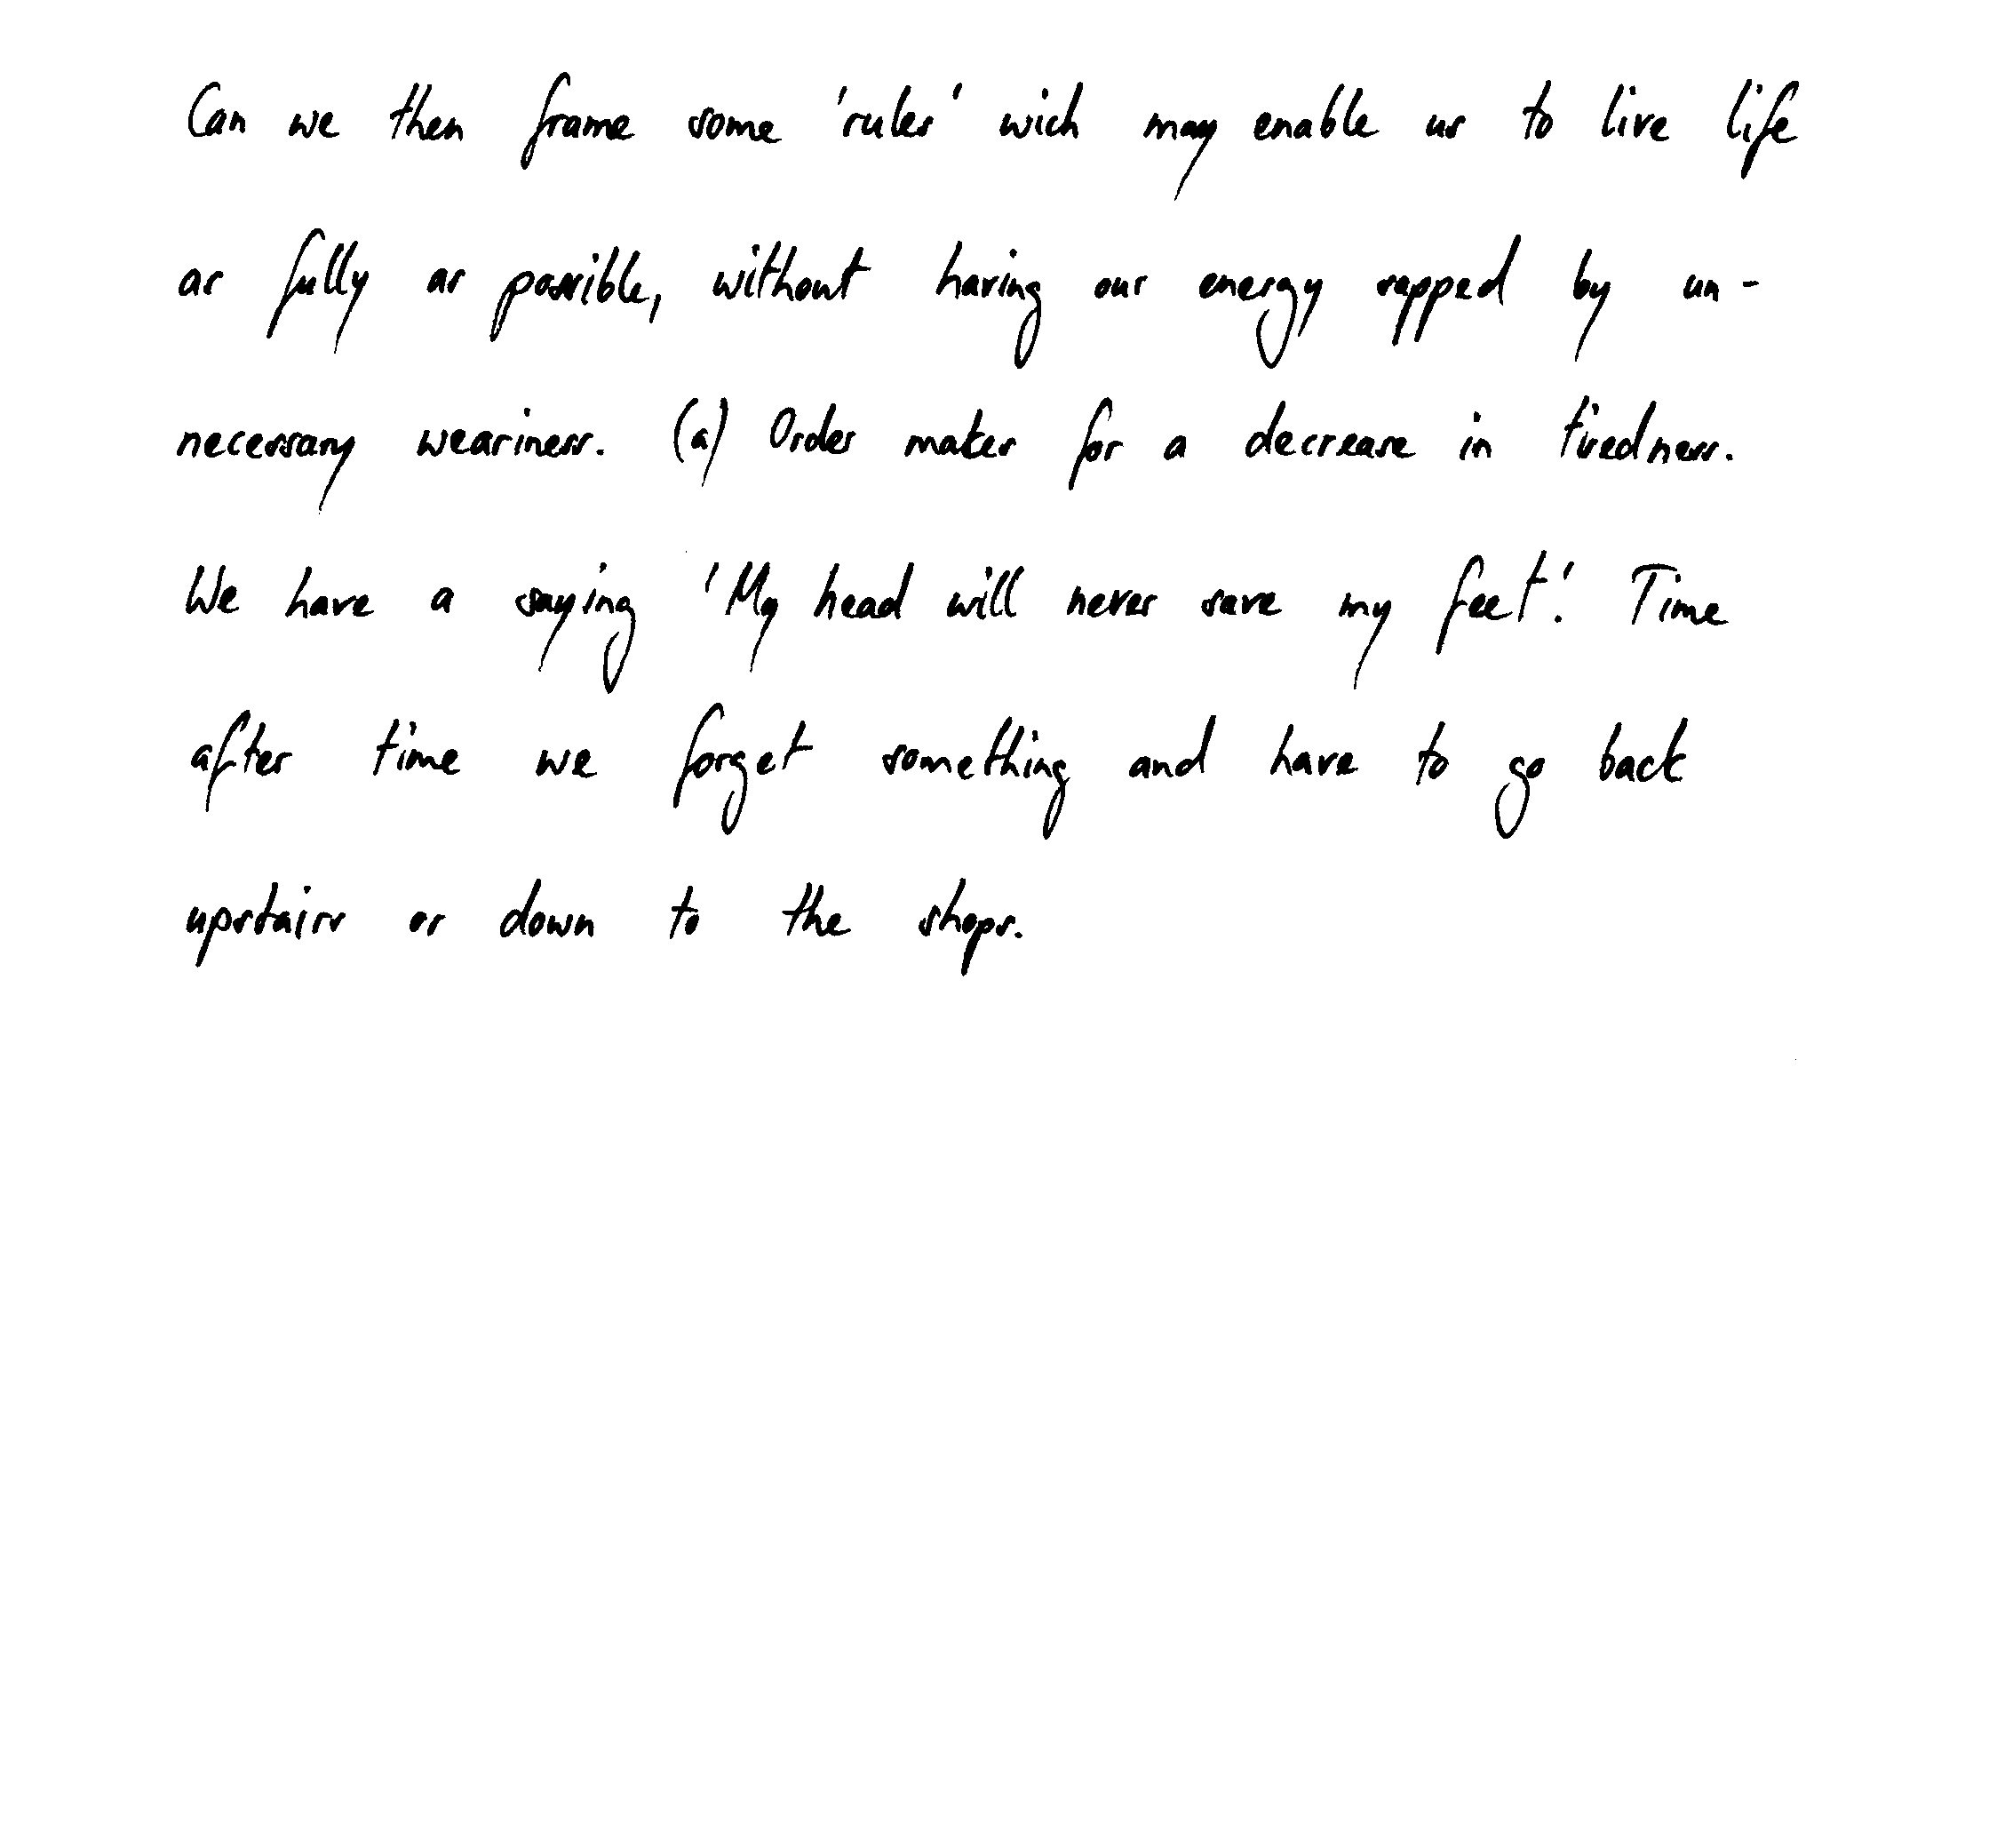 Can we then frame some 'rules' wich may enable us to live life
as fully as possible, without having our energy sapped by un-
necessary weariness. (a) Order makes for a decrease in tiredness.
We have a saying 'My head will never save my feet'. Time
after time we forget something and have to go back
upstairs or down to the shops.